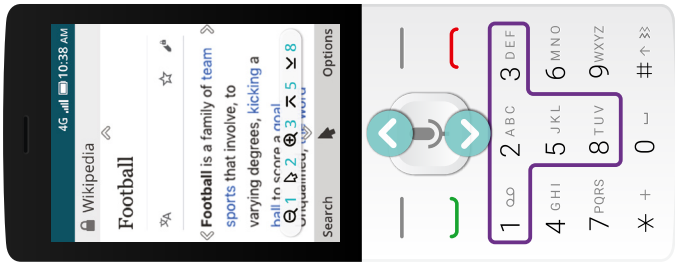 4G 10:38 AM
Wikipedia
Football
Football is a family of team
sports that involve, to
varying degrees, kicking a
ball to score a goal
Unqualified, the word
1 2 3 5 8
Search Options
1 2 ABC 3 DEF
4 GHI 5 JKL 6 MNO
7 PQRS 8 TUV 9 WXYZ
* + 0 ⎵ # ↑